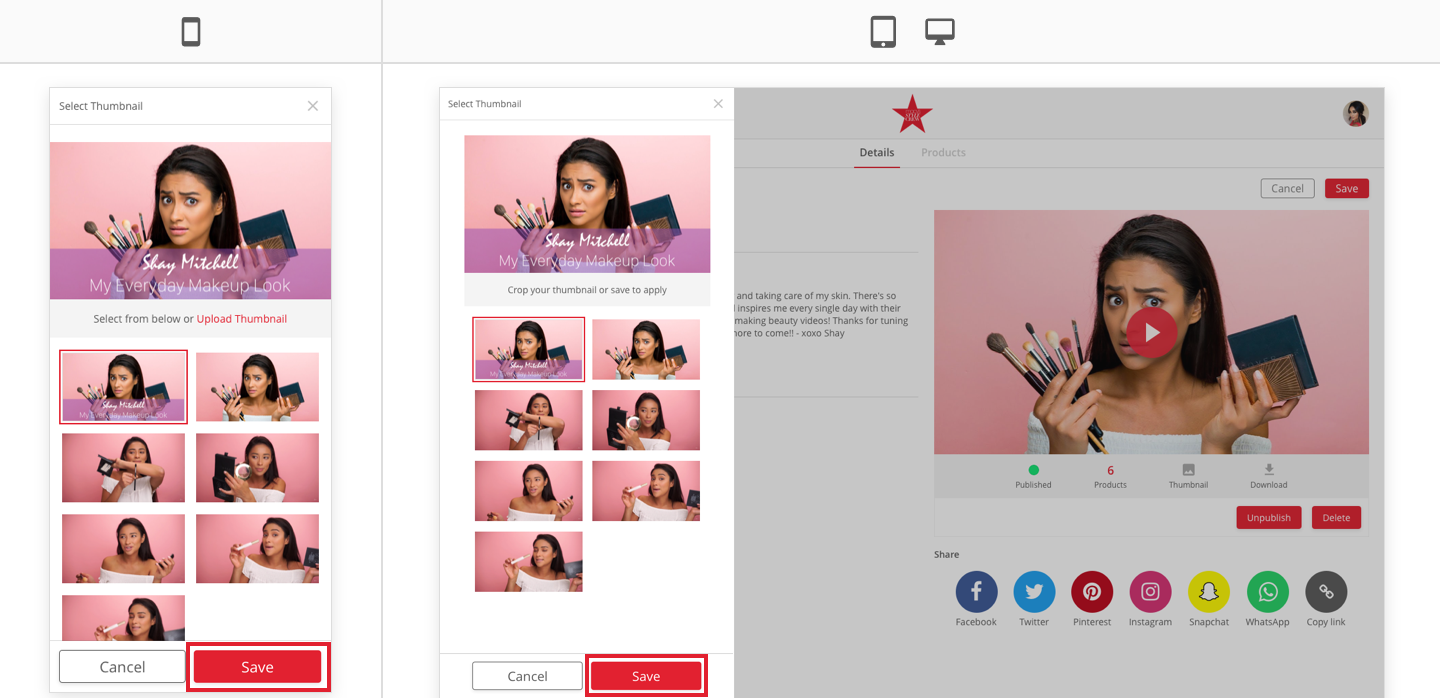 Select Thumbnail
Shay Mitchell
My Everyday Makeup Look
Select from below or Upload Thumbnail
Shay Mitchell
My Everyday Makeup Look
Cancel
Save
Select Thumbnail
Shay Mitchell
My Everyday Makeup Look
Crop your thumbnail or save to apply
Shay Mitchell
My Everyday Makeup Look
Cancel
Save
Details
Products
Cancel
Save
and taking care of my skin. There's so
inspires me every single day with their
making beauty videos! Thanks for tuning
ore to come!! - xoxo Shay
Published
6
Products
Thumbnail
Download
Unpublish
Delete
Share
Facebook
Twitter
Pinterest
Instagram
Snapchat
WhatsApp
Copy link